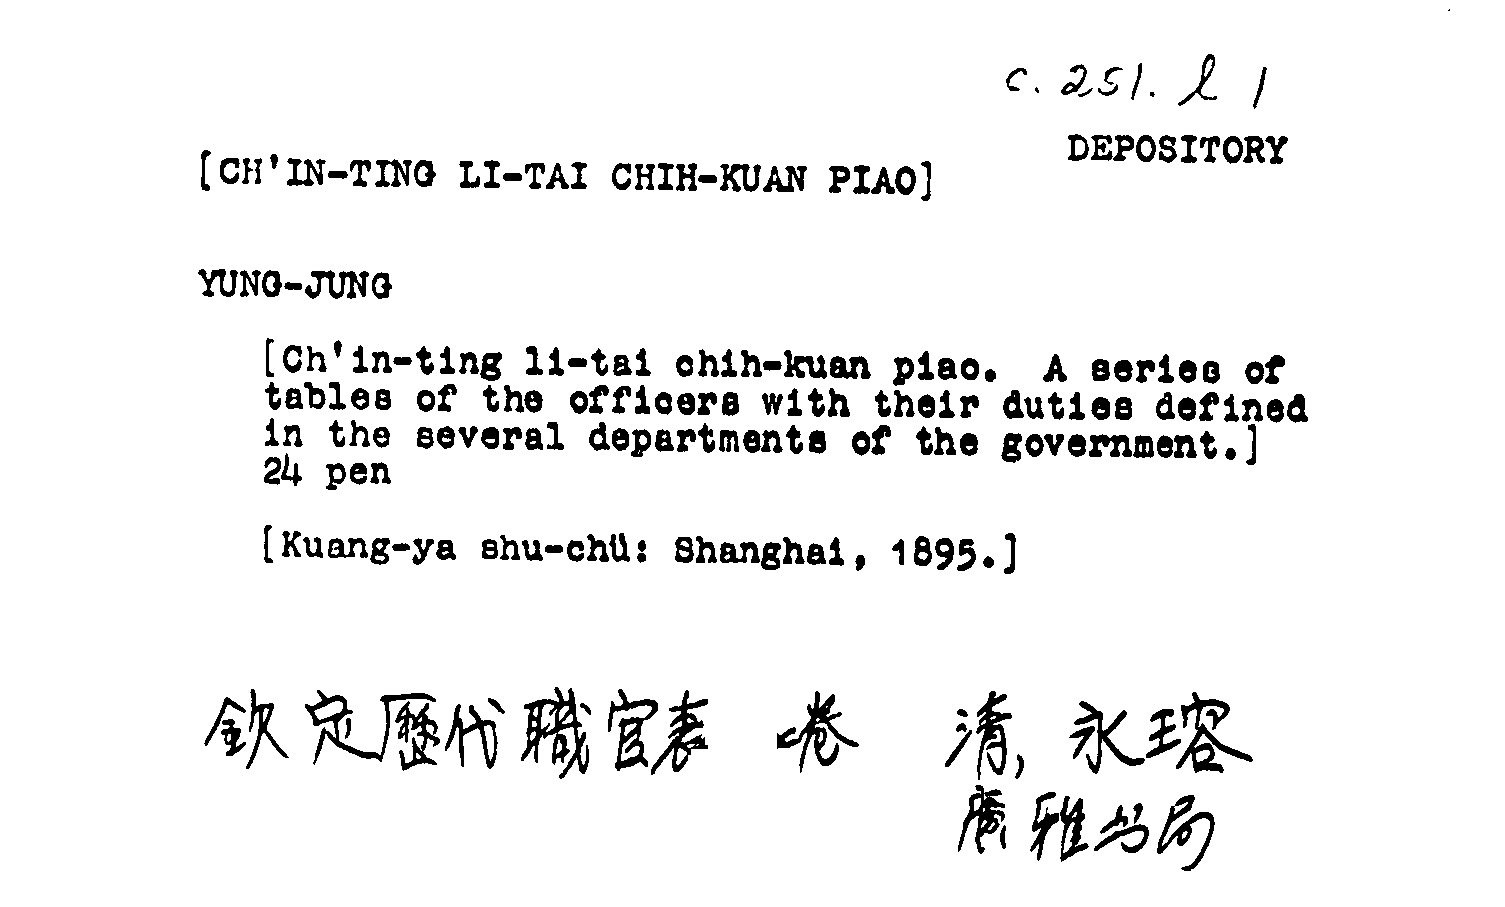 c. 251. l 1
DEPOSITORY
[CH'IN-TING LI-TAI CHIH-KUAN PIAO]
YUNG-JUNG
[Ch'in-ting li-tai chih-kuan piao. A series of
tables of the officers with their duties defined
in the several departments of the government.]
24 pen
[Kuang-ya shu-chü: Shanghai, 1895.]
欽定歷代職官表 卷 清, 永瑢
廣雅书局